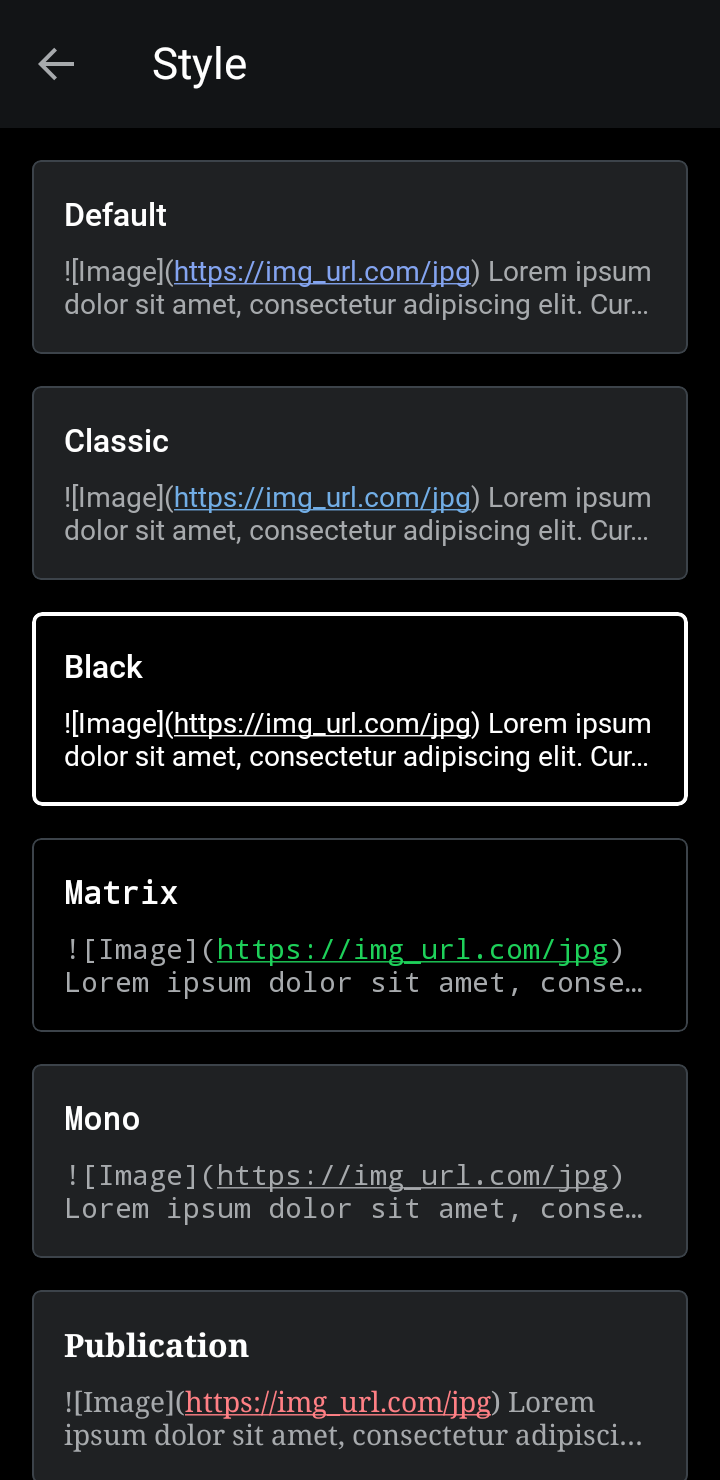 Style
Default
![Image](https://img_url.com/jpg) Lorem ipsum
dolor sit amet, consectetur adipiscing elit. Cur…
Classic
![Image](https://img_url.com/jpg) Lorem ipsum
dolor sit amet, consectetur adipiscing elit. Cur…
Black
![Image](https://img_url.com/jpg) Lorem ipsum
dolor sit amet, consectetur adipiscing elit. Cur…
Matrix
![Image](https://img_url.com/jpg)
Lorem ipsum dolor sit amet, conse…
Mono
![Image](https://img_url.com/jpg)
Lorem ipsum dolor sit amet, conse…
Publication
![Image](https://img_url.com/jpg) Lorem
ipsum dolor sit amet, consectetur adipisci…